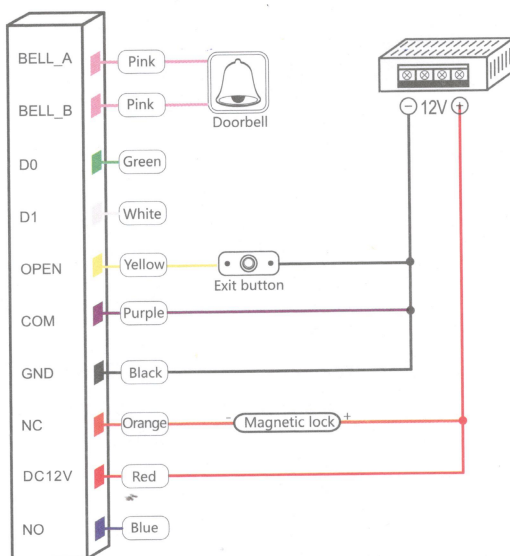 BELL_A Pink
BELL_B Pink
Doorbell
− 12V +
D0 Green
D1 White
OPEN Yellow
Exit button
COM Purple
GND Black
NC Orange - Magnetic lock +
DC12V Red
NO Blue